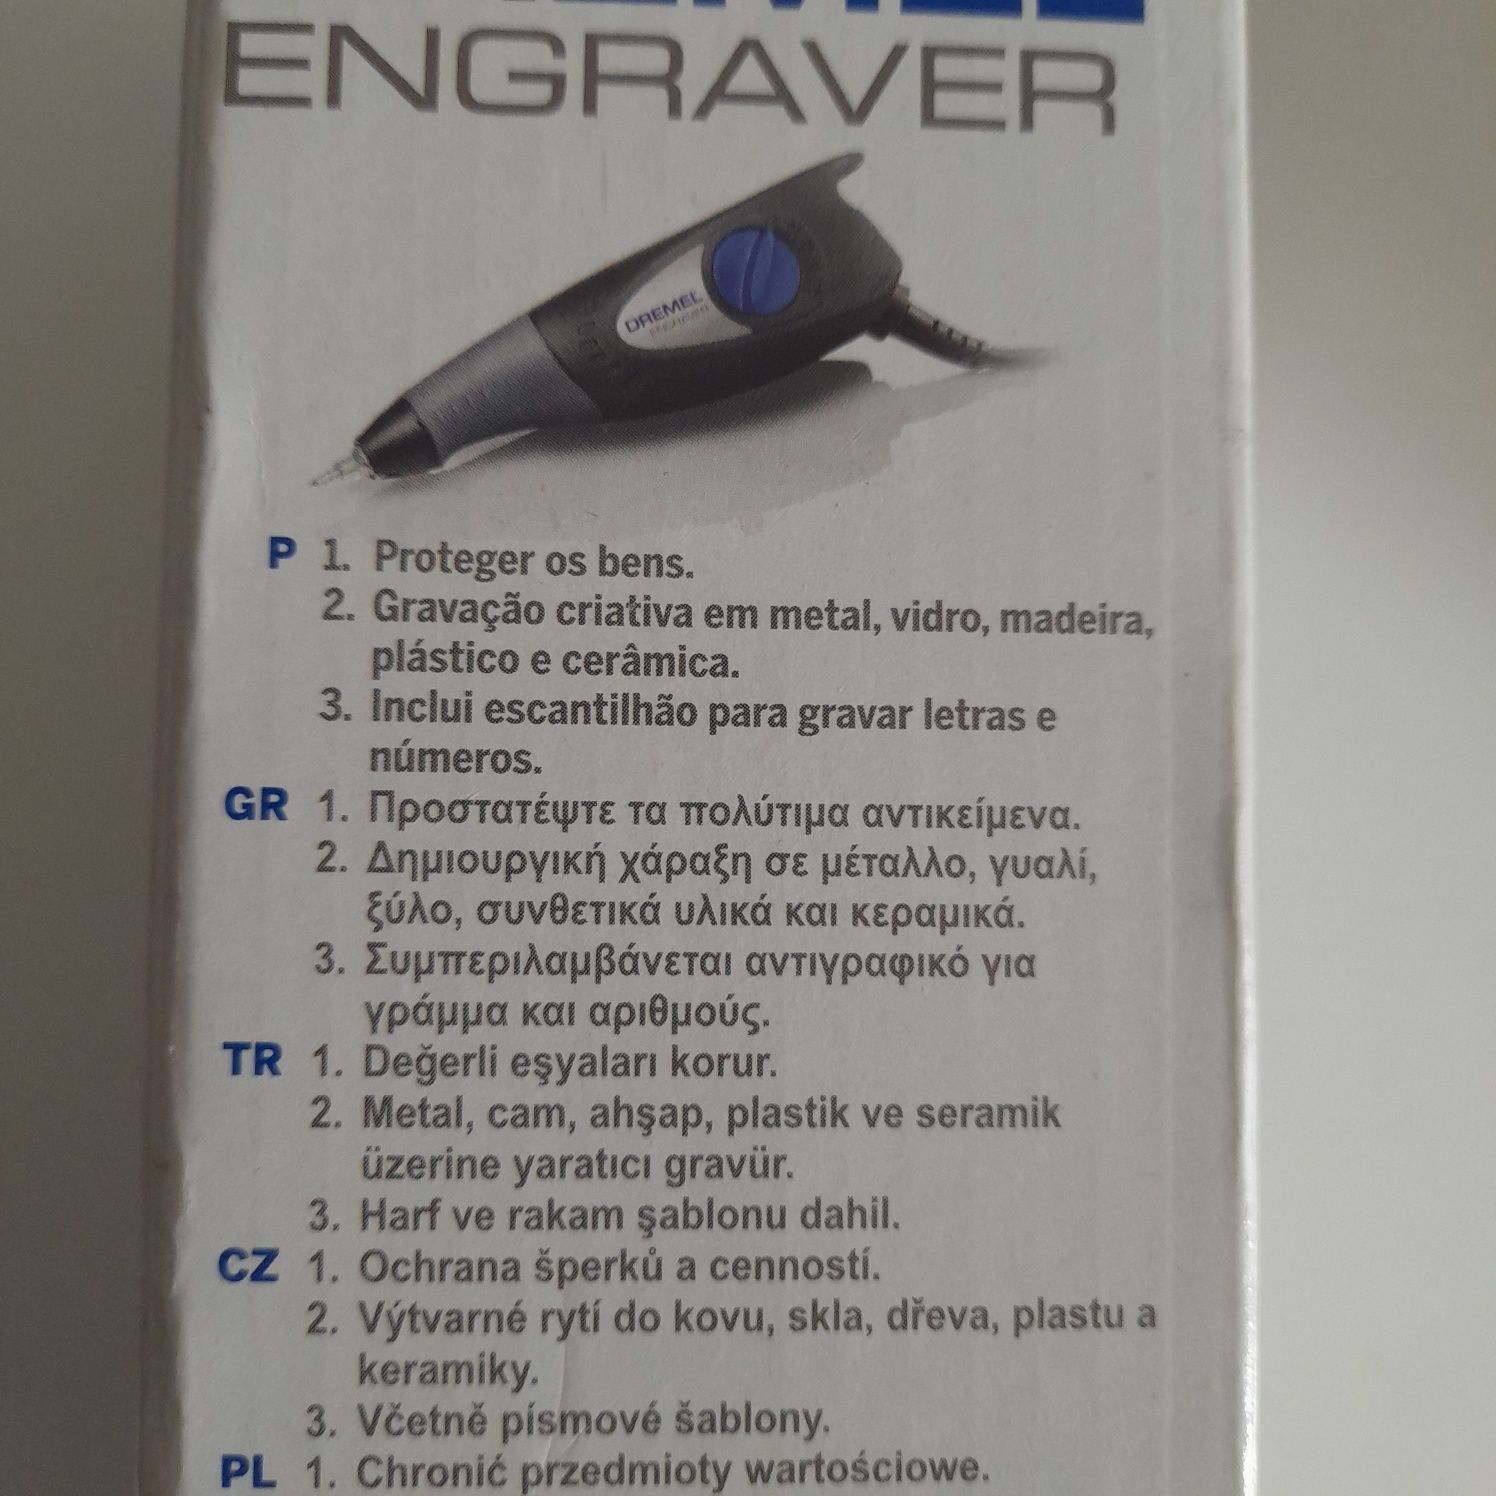 ENGRAVER
DREMEL
P 1. Proteger os bens.
2. Gravação criativa em metal, vidro, madeira,
plástico e cerâmica.
3. Inclui escantilhão para gravar letras e
números.
GR 1. Προστατέψτε τα πολύτιμα αντικείμενα.
2. Δημιουργική χάραξη σε μέταλλο, γυαλί,
ξύλο, συνθετικά υλικά και κεραμικά.
3. Συμπεριλαμβάνεται αντιγραφικό για
γράμμα και αριθμούς.
TR 1. Değerli eşyaları korur.
2. Metal, cam, ahşap, plastik ve seramik
üzerine yaratıcı gravür.
3. Harf ve rakam şablonu dahil.
CZ 1. Ochrana šperků a cenností.
2. Výtvarné rytí do kovu, skla, dřeva, plastu a
keramiky.
3. Včetně písmové šablony.
PL 1. Chronić przedmioty wartościowe.